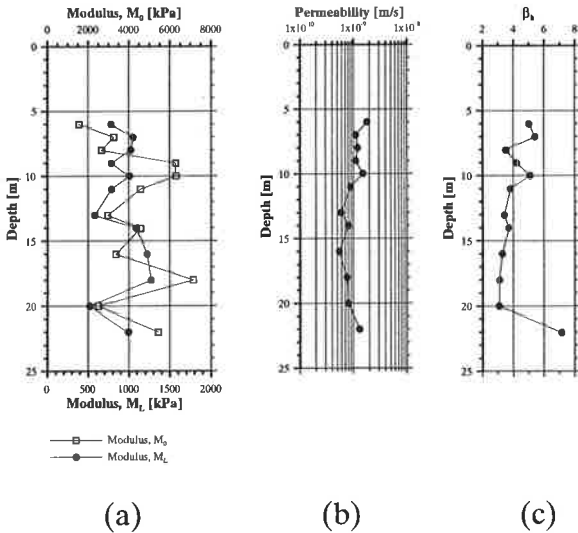 Modulus, M₀ [kPa]
2000 4000 6000 8000
0
5
10
15
20
25
Depth [m]
0 500 1000 1500 2000
Modulus, M_L [kPa]
Modulus, M₀
Modulus, M_L
(a)
Permeability [m/s]
1x10⁻¹⁰ 1x10⁻⁹ 1x10⁻⁸
0
5
10
15
20
25
Depth [m]
(b)
βₖ
2 4 6 8
0
5
10
15
20
25
Depth [m]
(c)